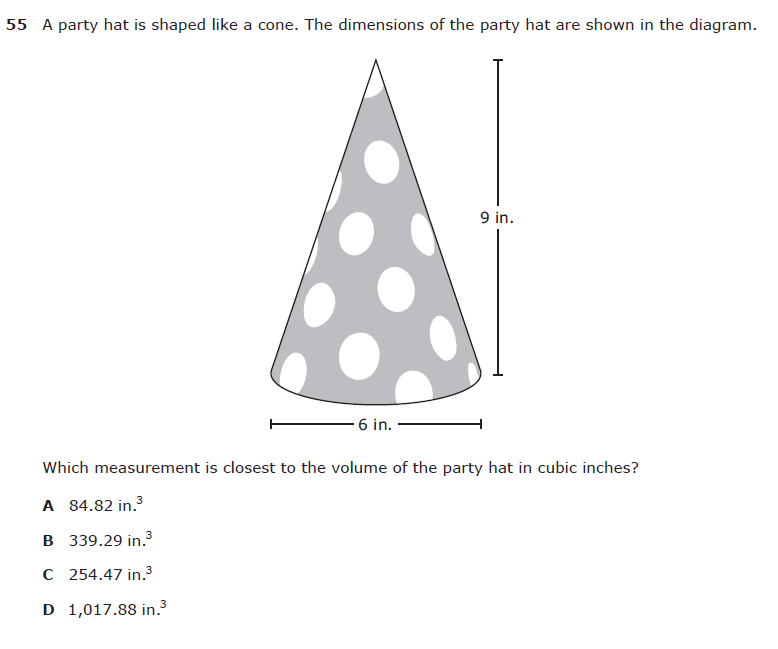 55 A party hat is shaped like a cone. The dimensions of the party hat are shown in the diagram.
9 in.
6 in.
Which measurement is closest to the volume of the party hat in cubic inches?
A 84.82 in.³
B 339.29 in.³
C 254.47 in.³
D 1,017.88 in.³